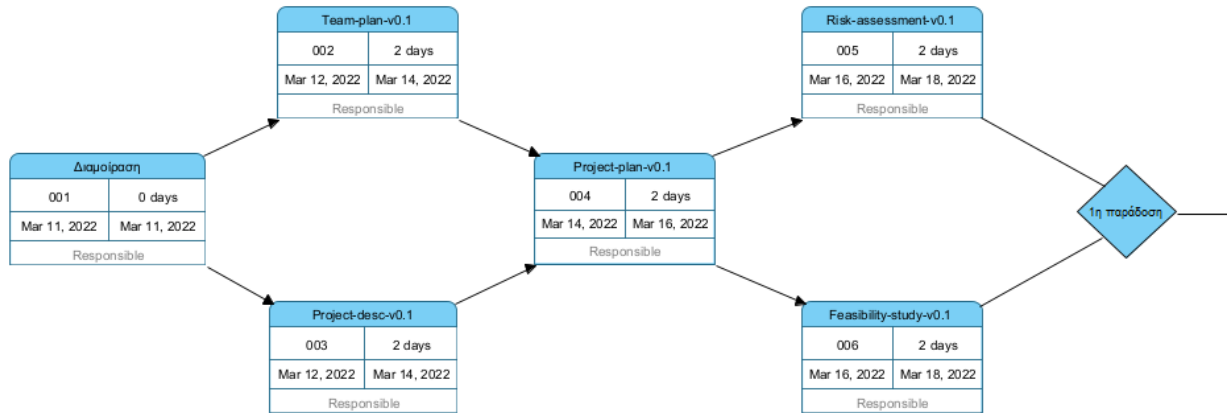 Team-plan-v0.1
002 2 days
Mar 12, 2022 Mar 14, 2022
Responsible
Risk-assessment-v0.1
005 2 days
Mar 16, 2022 Mar 18, 2022
Responsible
Διαμοίραση
001 0 days
Mar 11, 2022 Mar 11, 2022
Responsible
Project-plan-v0.1
004 2 days
Mar 14, 2022 Mar 16, 2022
Responsible
1η παράδοση
Project-desc-v0.1
003 2 days
Mar 12, 2022 Mar 14, 2022
Responsible
Feasibility-study-v0.1
006 2 days
Mar 16, 2022 Mar 18, 2022
Responsible